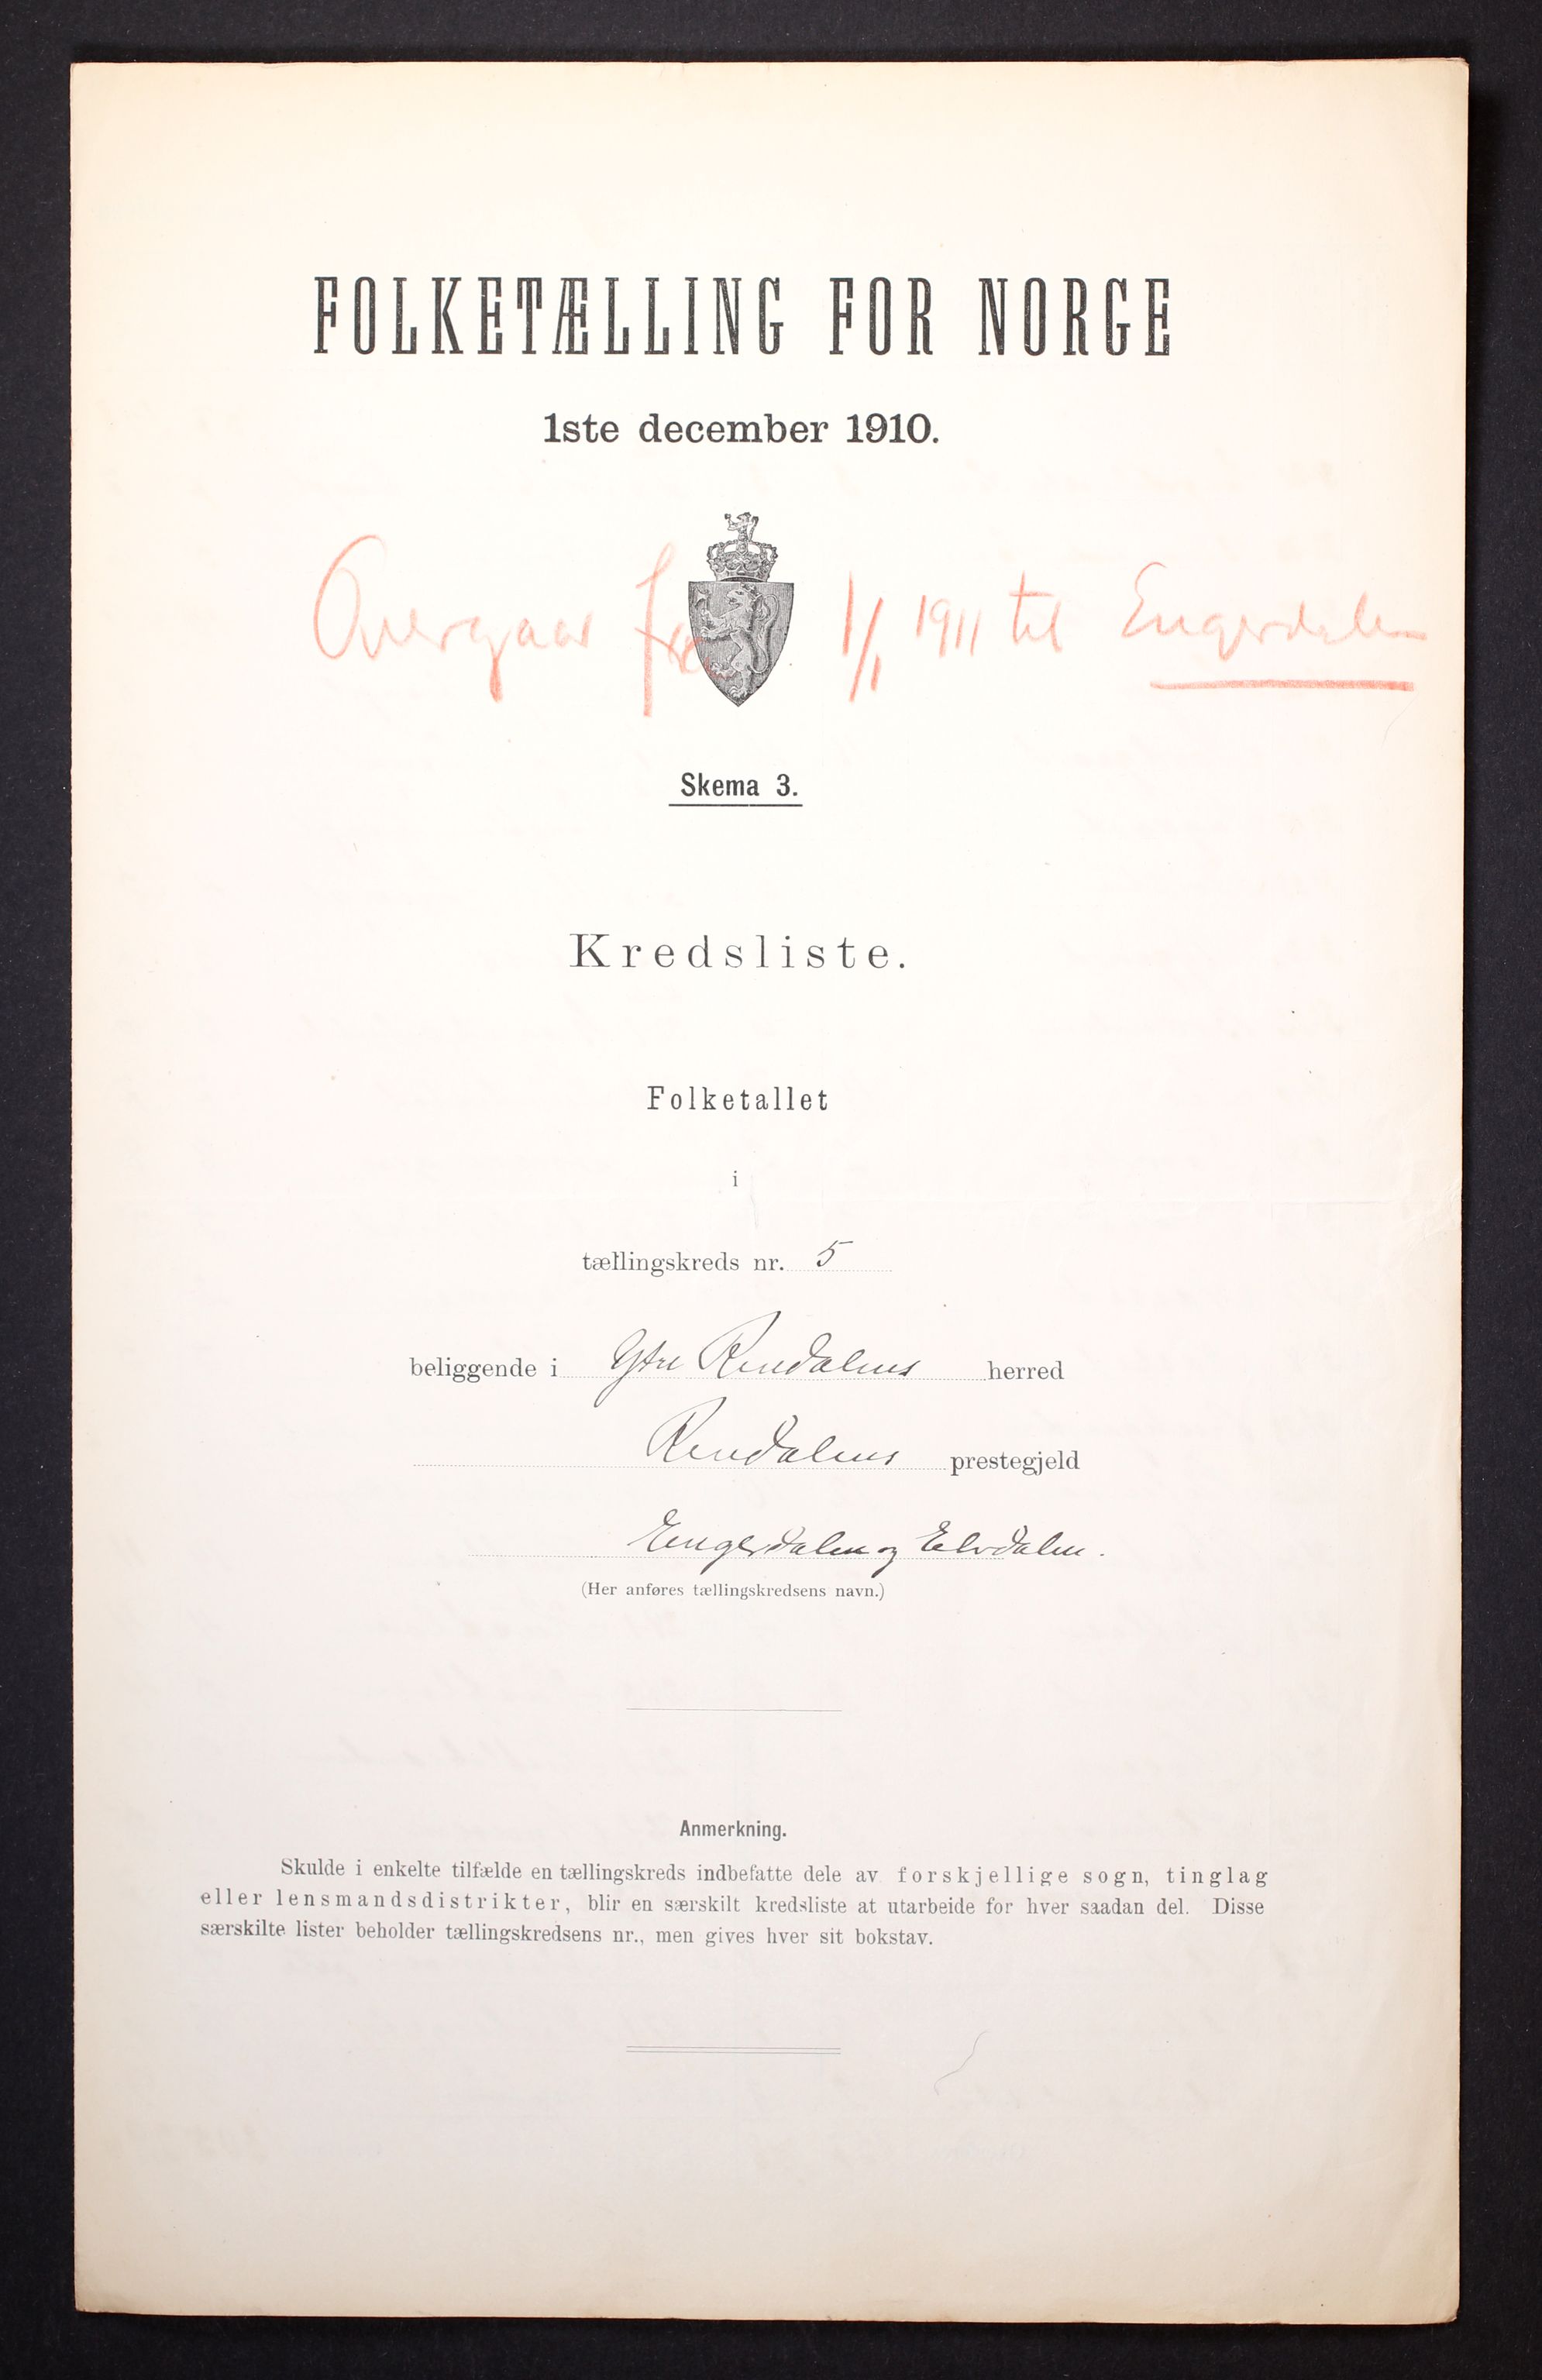 FOLKETÆLLING FOR NORGE
1ste december 1910.
Overgaar fra 1/1 1911 til Engerdalen
Skema 3.
Kredsliste.
Folketallet
i
tællingskreds nr. 5
beliggende i Ytre Rendalens herred
Rendalens prestegjeld
Engerdalen og Elvdalen.
(Her anføres tællingskredsens navn.)
Anmerkning.
Skulde i enkelte tilfælde en tællingskreds indbefatte dele av forskjellige sogn, tinglag
eller lensmandsdistrikter, blir en særskilt kredsliste at utarbeide for hver saadan del. Disse
særskilte lister beholder tællingskredsens nr., men gives hver sit bokstav.